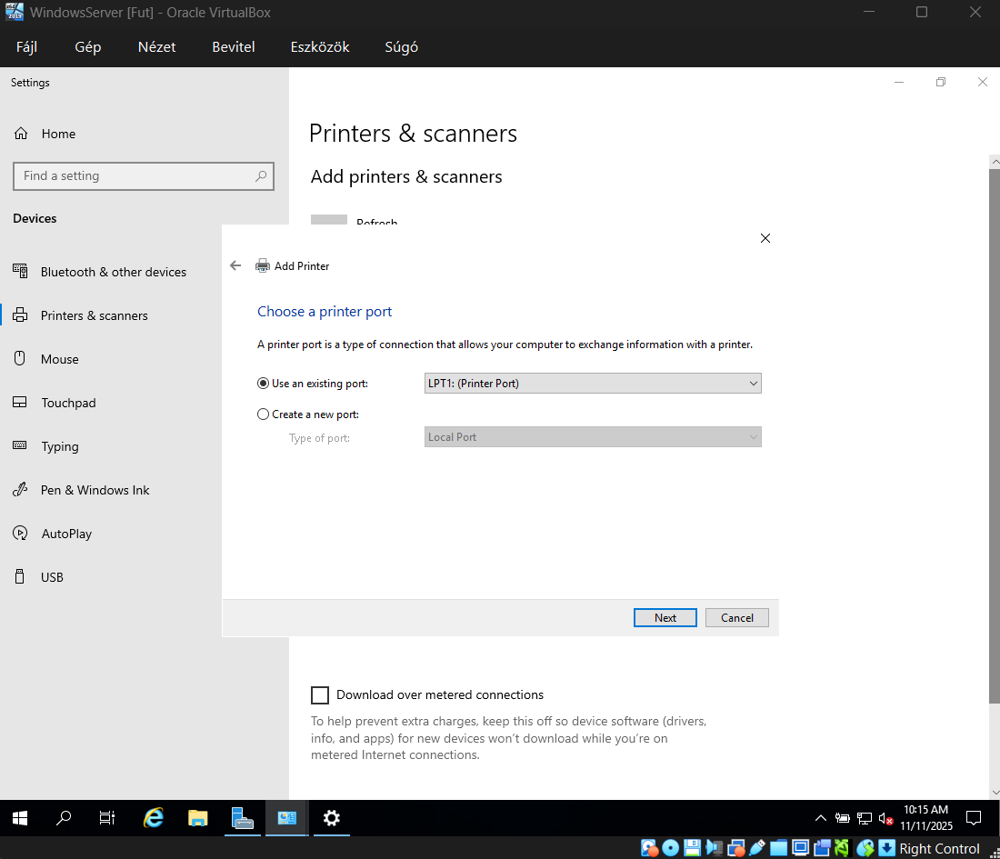 WindowsServer [Fut] - Oracle VirtualBox
Fájl Gép Nézet Bevitel Eszközök Súgó
Settings
Home
Find a setting
Devices
Bluetooth & other devices
Printers & scanners
Mouse
Touchpad
Typing
Pen & Windows Ink
AutoPlay
USB
Printers & scanners
Add printers & scanners
Refresh
Add Printer
Choose a printer port
A printer port is a type of connection that allows your computer to exchange information with a printer.
Use an existing port: LPT1: (Printer Port)
Create a new port:
Type of port: Local Port
Next Cancel
Download over metered connections
To help prevent extra charges, keep this off so device software (drivers,
info, and apps) for new devices won't download while you're on
metered Internet connections.
10:15 AM
11/11/2025
Right Control